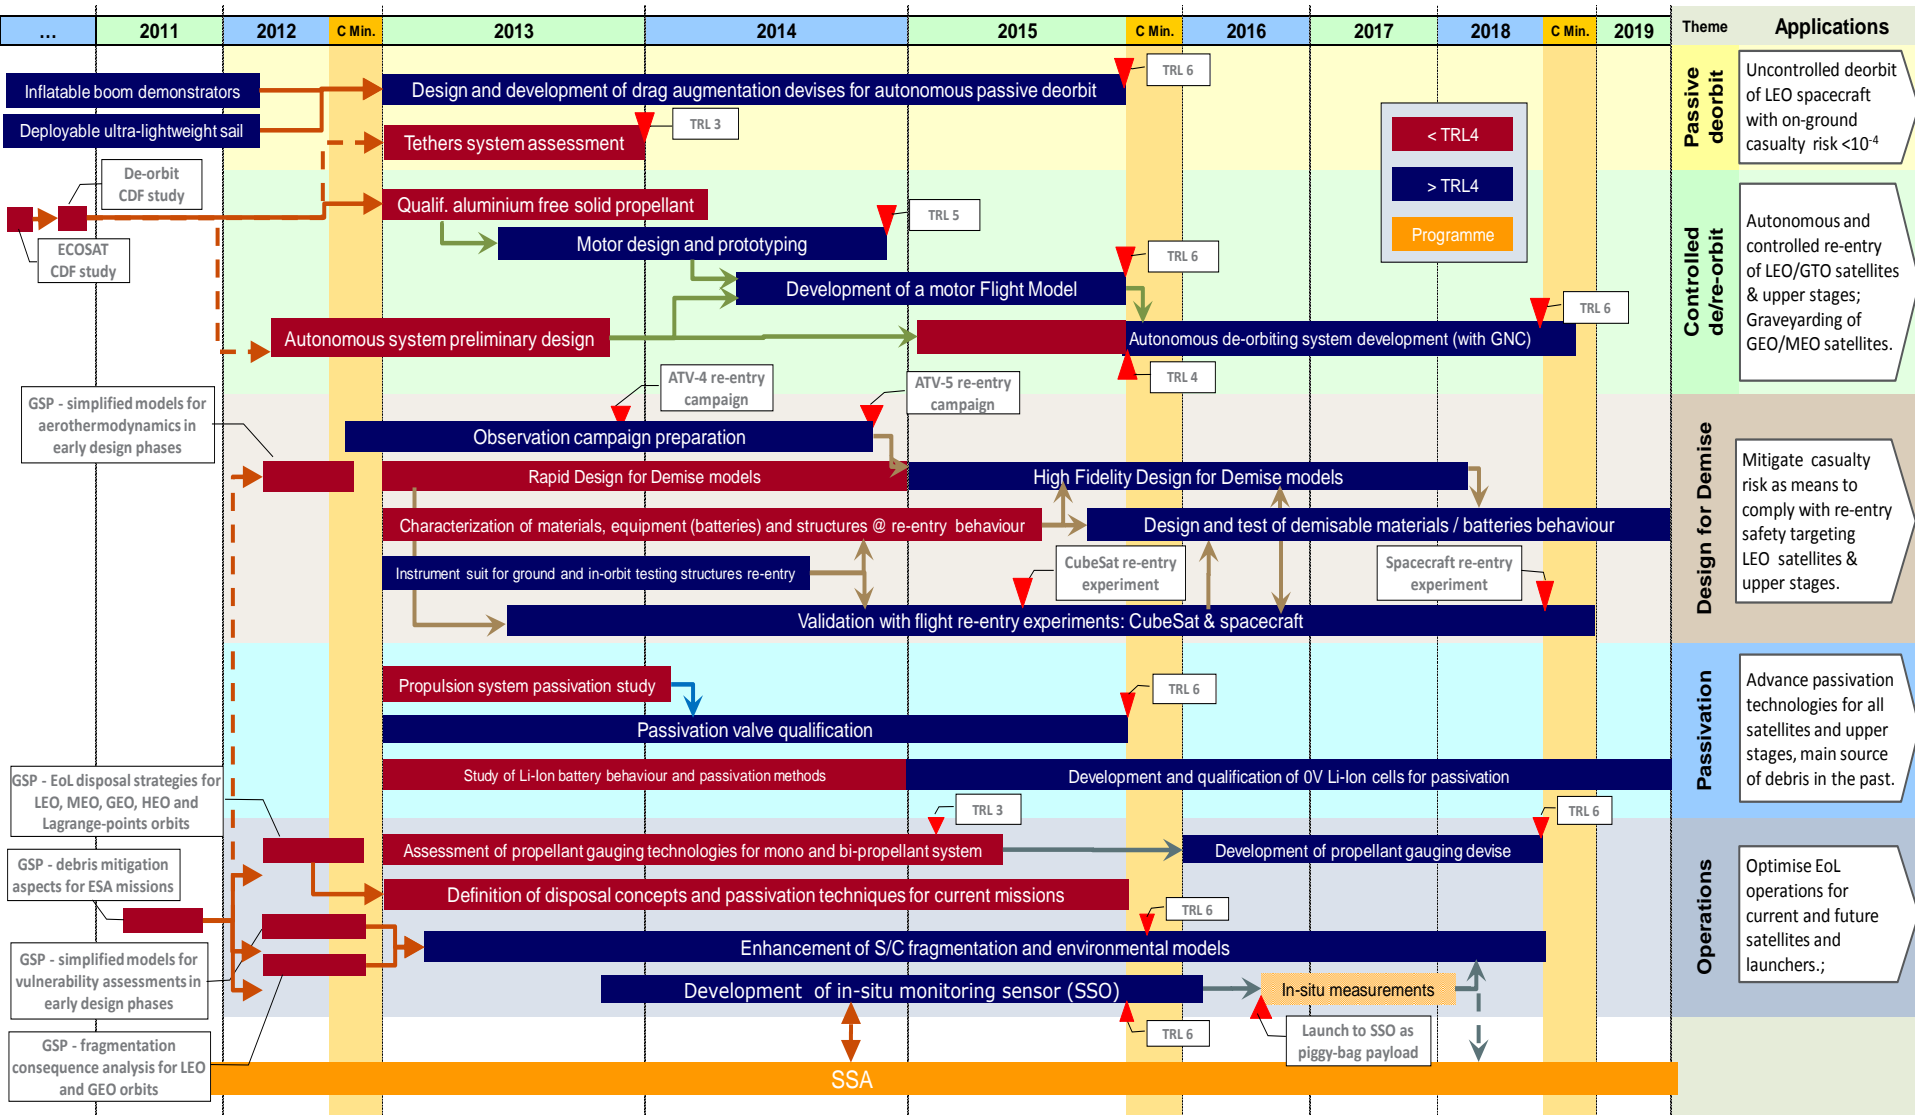 ...
2011
2012
C Min.
2013
2014
2015
C Min.
2016
2017
2018
C Min.
2019
Theme
Applications
Inflatable boom demonstrators
Deployable ultra-lightweight sail
Design and development of drag augmentation devises for autonomous passive deorbit
TRL 6
Tethers system assessment
TRL 3
< TRL4
> TRL4
Programme
Passive
deorbit
Uncontrolled deorbit
of LEO spacecraft
with on-ground
casualty risk <10-4
De-orbit
CDF study
ECOSAT
CDF study
Qualif. aluminium free solid propellant
Motor design and prototyping
TRL 5
Development of a motor Flight Model
TRL 6
Autonomous system preliminary design
Autonomous de-orbiting system development (with GNC)
TRL 6
TRL 4
Controlled
de/re-orbit
Autonomous and
controlled re-entry
of LEO/GTO satellites
& upper stages;
Graveyarding of
GEO/MEO satellites.
GSP - simplified models for
aerothermodynamics in
early design phases
ATV-4 re-entry
campaign
ATV-5 re-entry
campaign
Observation campaign preparation
Rapid Design for Demise models
High Fidelity Design for Demise models
Characterization of materials, equipment (batteries) and structures @ re-entry behaviour
Design and test of demisable materials / batteries behaviour
Instrument suit for ground and in-orbit testing structures re-entry
CubeSat re-entry
experiment
Spacecraft re-entry
experiment
Validation with flight re-entry experiments: CubeSat & spacecraft
Design for Demise
Mitigate casualty
risk as means to
comply with re-entry
safety targeting
LEO satellites &
upper stages.
Propulsion system passivation study
TRL 6
Passivation valve qualification
Study of Li-Ion battery behaviour and passivation methods
Development and qualification of 0V Li-Ion cells for passivation
Passivation
Advance passivation
technologies for all
satellites and upper
stages, main source
of debris in the past.
GSP - EoL disposal strategies for
LEO, MEO, GEO, HEO and
Lagrange-points orbits
GSP - debris mitigation
aspects for ESA missions
GSP - simplified models for
vulnerability assessments in
early design phases
GSP - fragmentation
consequence analysis for LEO
and GEO orbits
TRL 3
TRL 6
Assessment of propellant gauging technologies for mono and bi-propellant system
Development of propellant gauging devise
Definition of disposal concepts and passivation techniques for current missions
TRL 6
Enhancement of S/C fragmentation and environmental models
Development of in-situ monitoring sensor (SSO)
In-situ measurements
TRL 6
Launch to SSO as
piggy-bag payload
Operations
Optimise EoL
operations for
current and future
satellites and
launchers.;
SSA